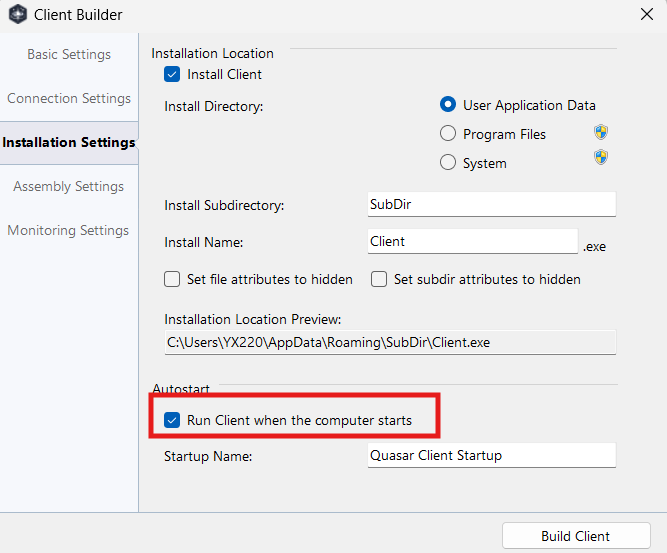 Client Builder
Basic Settings
Connection Settings
Installation Settings
Assembly Settings
Monitoring Settings
Installation Location
Install Client
Install Directory:
User Application Data
Program Files
System
Install Subdirectory: SubDir
Install Name: Client .exe
Set file attributes to hidden Set subdir attributes to hidden
Installation Location Preview:
C:\Users\YX220\AppData\Roaming\SubDir\Client.exe
Autostart
Run Client when the computer starts
Startup Name: Quasar Client Startup
Build Client